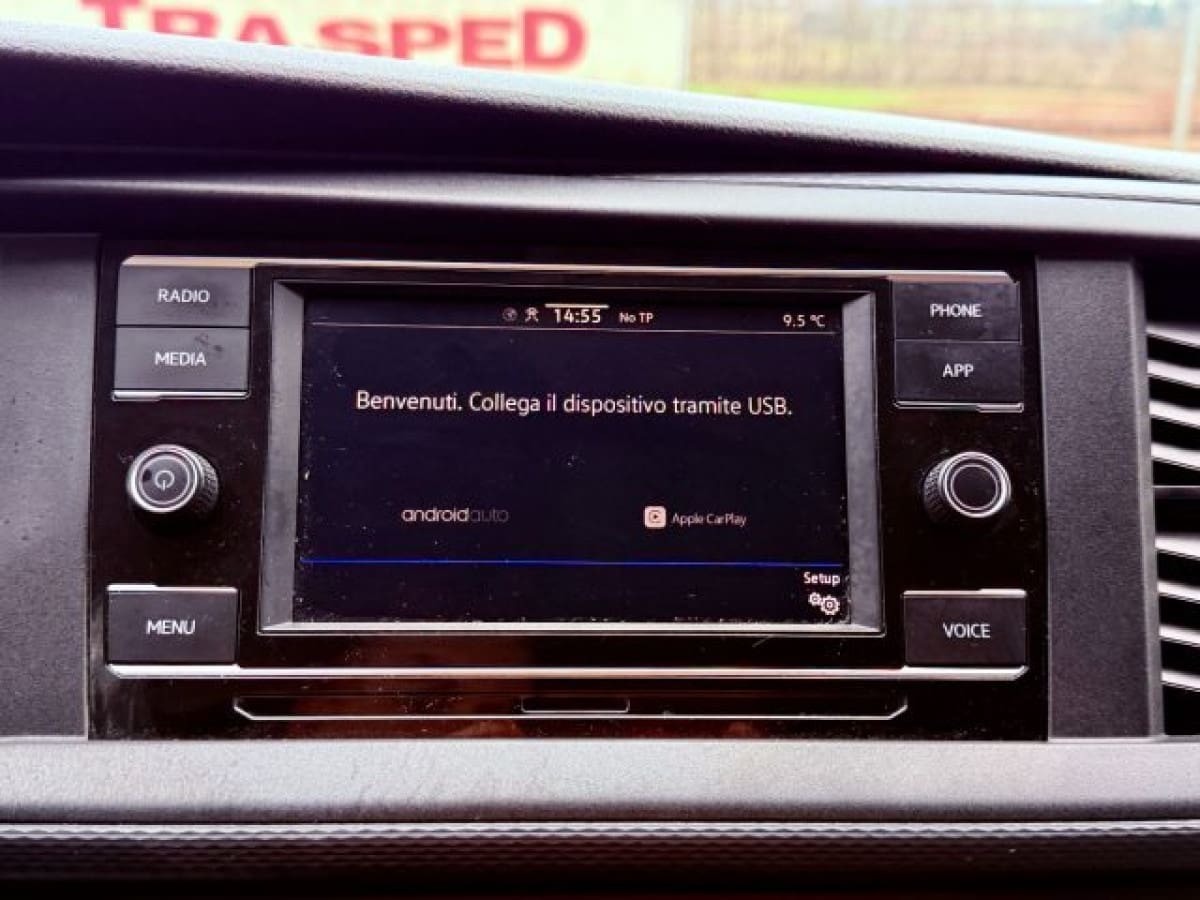 TRASPED
RADIO
MEDIA
MENU
14:55 No TP
9.5 °C
Benvenuti. Collega il dispositivo tramite USB.
androidauto
Apple CarPlay
Setup
PHONE
APP
VOICE